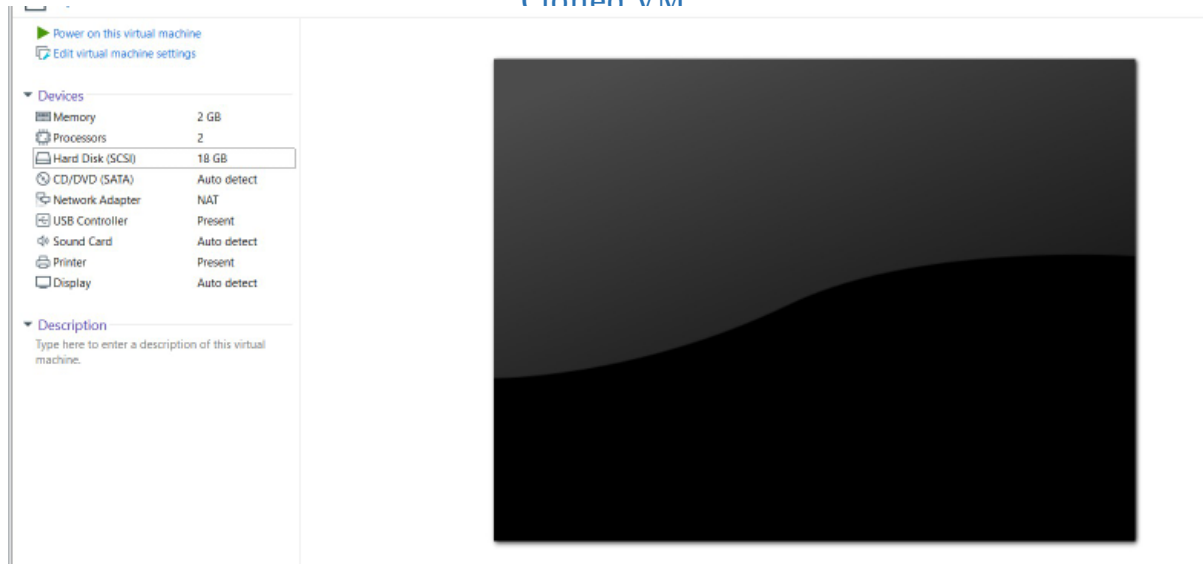 Cloned VM
Power on this virtual machine
Edit virtual machine settings
Devices
Memory 2 GB
Processors 2
Hard Disk (SCSI) 18 GB
CD/DVD (SATA) Auto detect
Network Adapter NAT
USB Controller Present
Sound Card Auto detect
Printer Present
Display Auto detect
Description
Type here to enter a description of this virtual
machine.